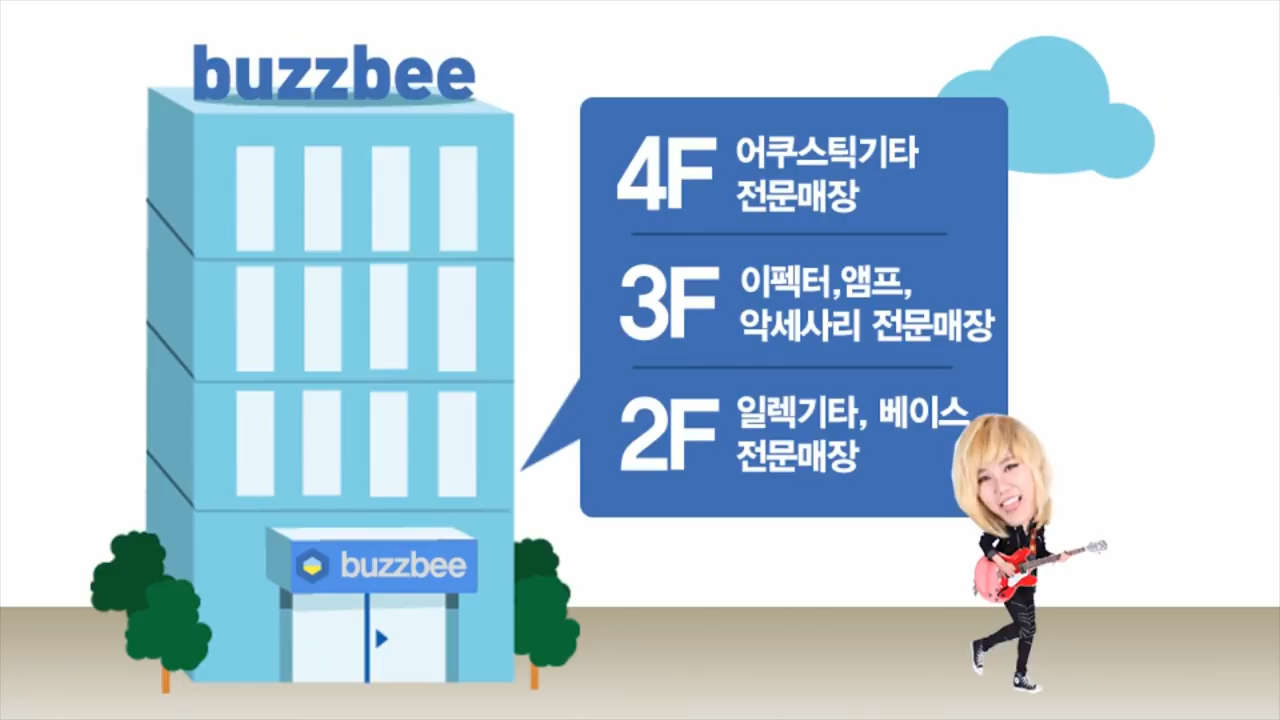 buzzbee
4F 어쿠스틱기타
전문매장
3F 이펙터,앰프,
악세사리 전문매장
2F 일렉기타, 베이스
전문매장
buzzbee